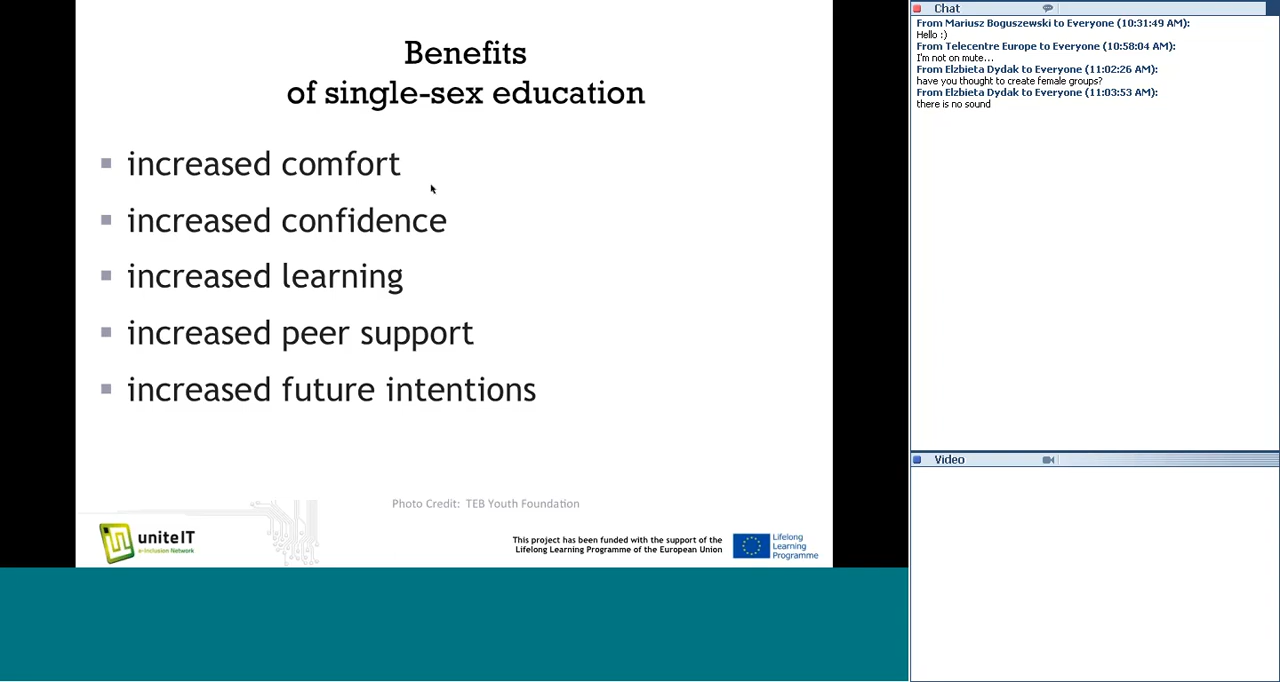 Benefits
of single-sex education
increased comfort
increased confidence
increased learning
increased peer support
increased future intentions
Photo Credit: TEB Youth Foundation
uniteIT
e-Inclusion Network
This project has been funded with the support of the
Lifelong Learning Programme of the European Union
Lifelong
Learning
Programme
Chat
From Mariusz Boguszewski to Everyone (10:31:49 AM):
Hello :)
From Telecentre Europe to Everyone (10:58:04 AM):
I'm not on mute...
From Elzbieta Dydak to Everyone (11:02:26 AM):
have you thought to create female groups?
From Elzbieta Dydak to Everyone (11:03:53 AM):
there is no sound
Video